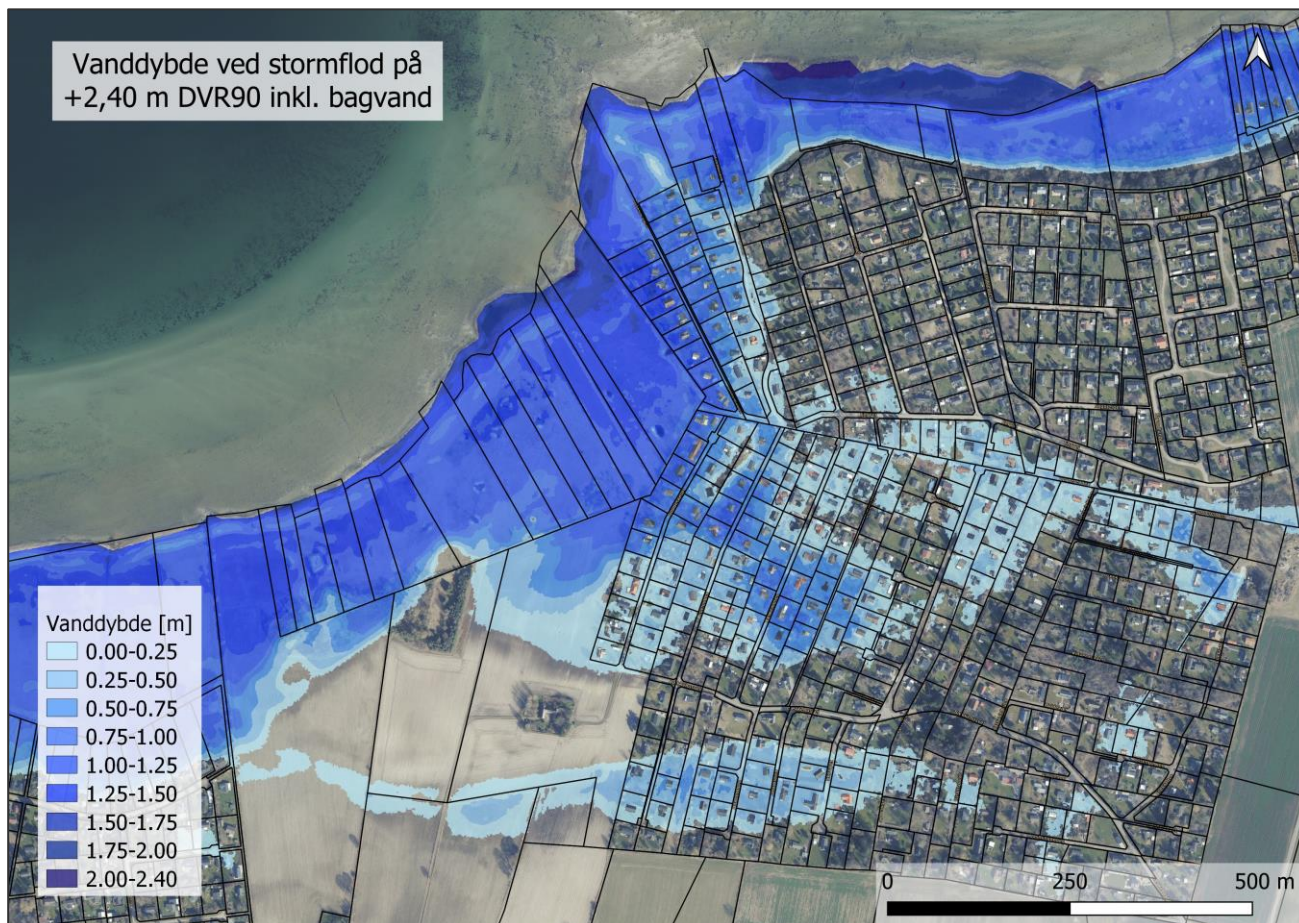 Vanddybde ved stormflod på
+2,40 m DVR90 inkl. bagvand
Vanddybde [m]
0.00-0.25
0.25-0.50
0.50-0.75
0.75-1.00
1.00-1.25
1.25-1.50
1.50-1.75
1.75-2.00
2.00-2.40
0 250 500 m